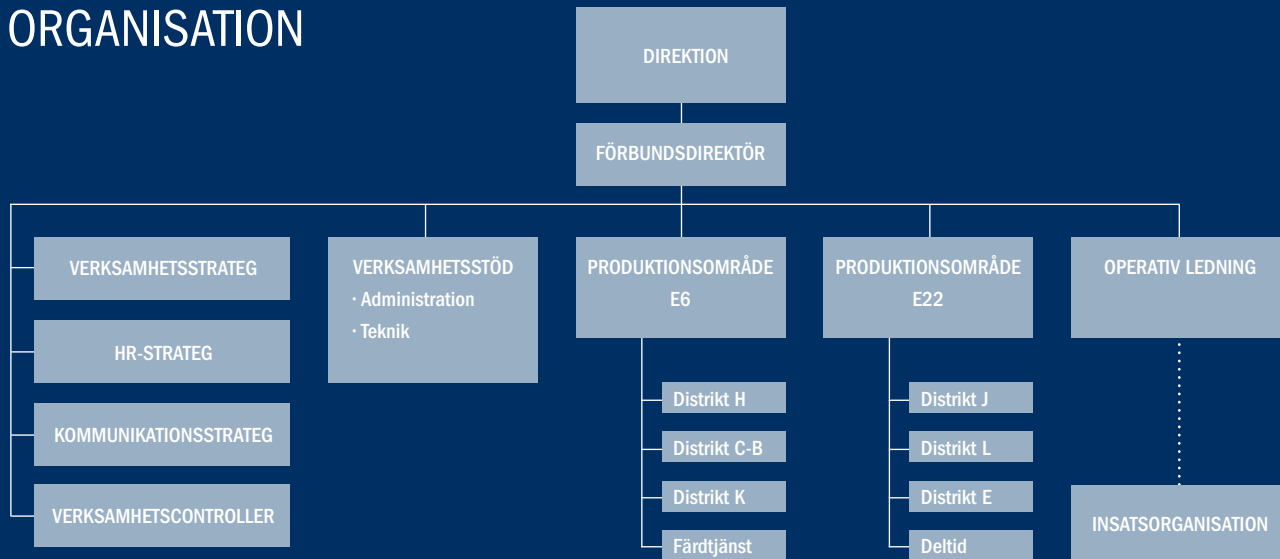 ORGANISATION
DIREKTION
FÖRBUNDSDIREKTÖR
VERKSAMHETSSTRATEG
HR-STRATEG
KOMMUNIKATIONSSTRATEG
VERKSAMHETSCONTROLLER
VERKSAMHETSSTÖD
· Administration
· Teknik
PRODUKTIONSOMRÅDE
E6
Distrikt H
Distrikt C-B
Distrikt K
Färdtjänst
PRODUKTIONSOMRÅDE
E22
Distrikt J
Distrikt L
Distrikt E
Deltid
OPERATIV LEDNING
INSATSORGANISATION